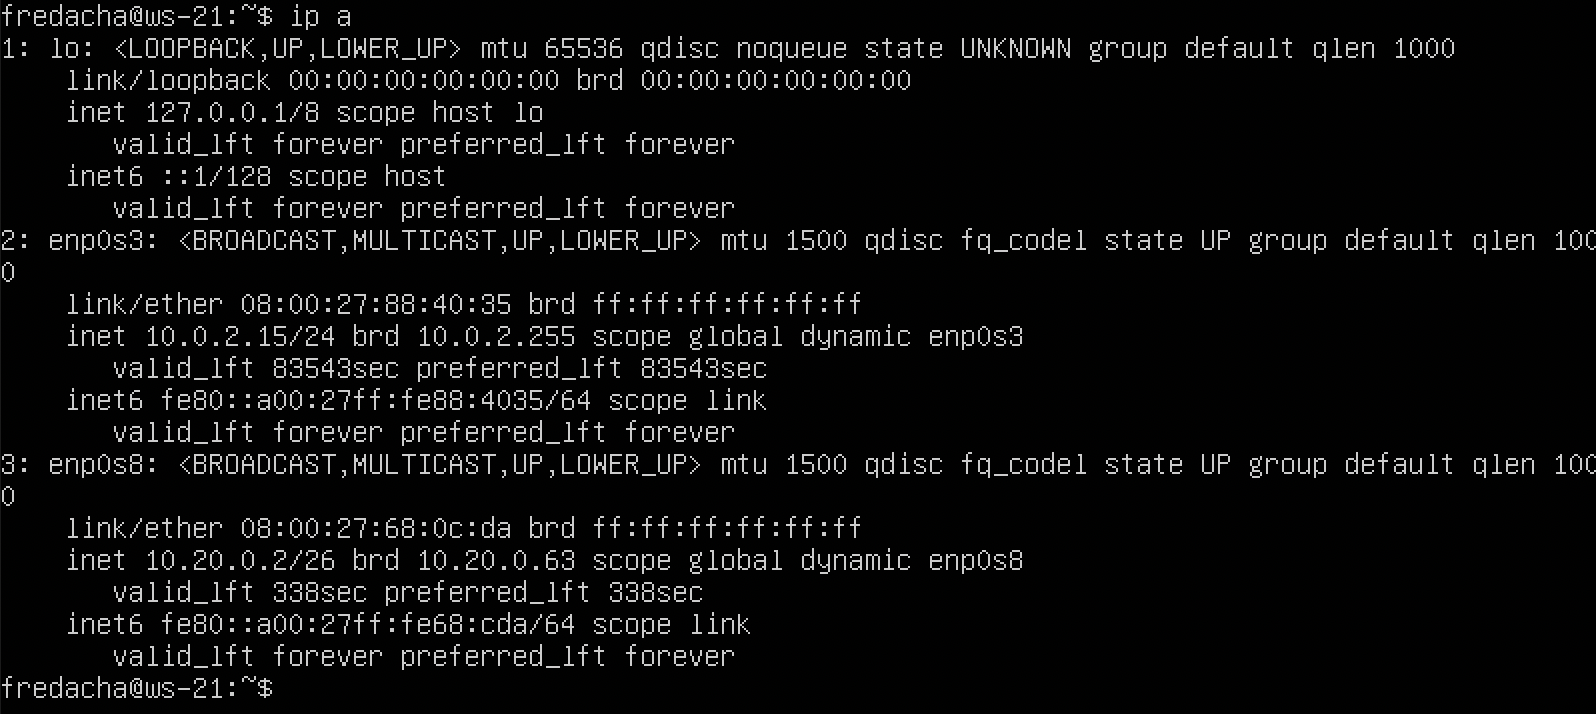 fredacha@ws-21:~$ ip a
1: lo: <LOOPBACK,UP,LOWER_UP> mtu 65536 qdisc noqueue state UNKNOWN group default qlen 1000
    link/loopback 00:00:00:00:00:00 brd 00:00:00:00:00:00
    inet 127.0.0.1/8 scope host lo
       valid_lft forever preferred_lft forever
    inet6 ::1/128 scope host
       valid_lft forever preferred_lft forever
2: enp0s3: <BROADCAST,MULTICAST,UP,LOWER_UP> mtu 1500 qdisc fq_codel state UP group default qlen 100
0
    link/ether 08:00:27:88:40:35 brd ff:ff:ff:ff:ff:ff
    inet 10.0.2.15/24 brd 10.0.2.255 scope global dynamic enp0s3
       valid_lft 83543sec preferred_lft 83543sec
    inet6 fe80::a00:27ff:fe88:4035/64 scope link
       valid_lft forever preferred_lft forever
3: enp0s8: <BROADCAST,MULTICAST,UP,LOWER_UP> mtu 1500 qdisc fq_codel state UP group default qlen 100
0
    link/ether 08:00:27:68:0c:da brd ff:ff:ff:ff:ff:ff
    inet 10.20.0.2/26 brd 10.20.0.63 scope global dynamic enp0s8
       valid_lft 338sec preferred_lft 338sec
    inet6 fe80::a00:27ff:fe68:cda/64 scope link
       valid_lft forever preferred_lft forever
fredacha@ws-21:~$